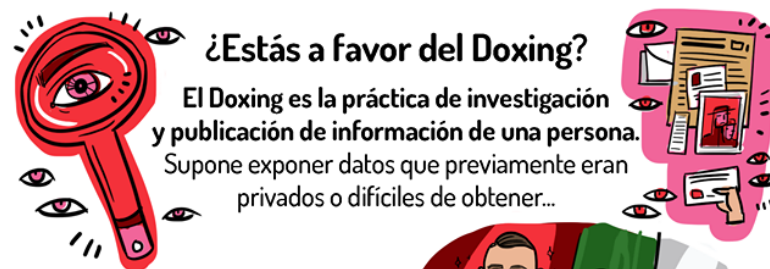 ¿Estás a favor del Doxing?
El Doxing es la práctica de investigación
y publicación de información de una persona.
Supone exponer datos que previamente eran
privados o difíciles de obtener...